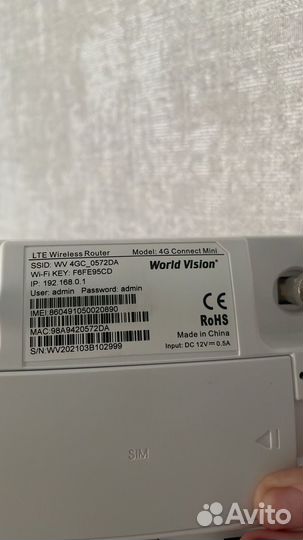 LTE Wireless Router Model: 4G Connect Mini
SSID: WV 4GC_0572DA
Wi-Fi KEY: F6FE95CD World Vision®
IP: 192.168.0.1
User: admin Password: admin
IMEI:860491050020890
RoHS
MAC:98A9420572DA
Made in China
Input: DC 12V⎓0.5A
S/N:WV202103B102999
SIM
Avito